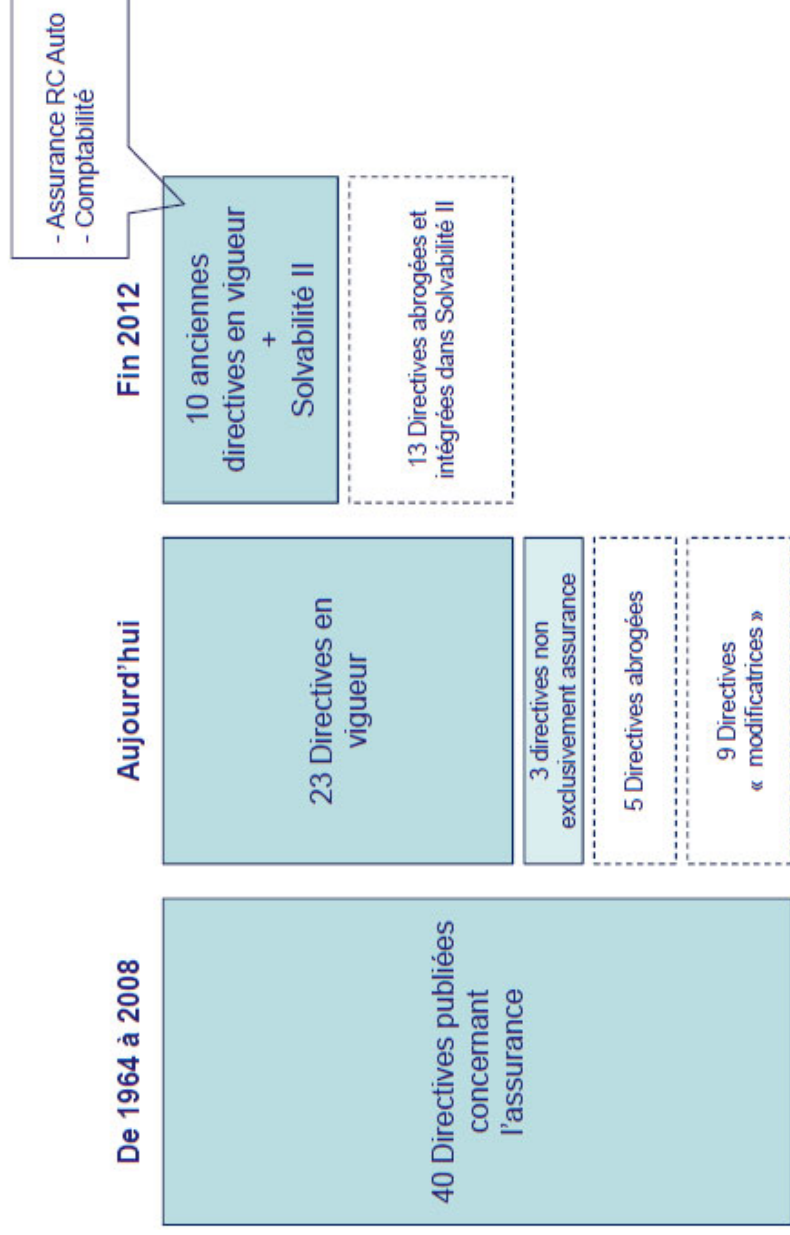 De 1964 à 2008
40 Directives publiées
concernant
l'assurance
Aujourd'hui
23 Directives en
vigueur
3 directives non
exclusivement assurance
5 Directives abrogées
9 Directives
« modificatrices »
Fin 2012
10 anciennes
directives en vigueur
+
Solvabilité II
13 Directives abrogées et
intégrées dans Solvabilité II
- Assurance RC Auto
- Comptabilité